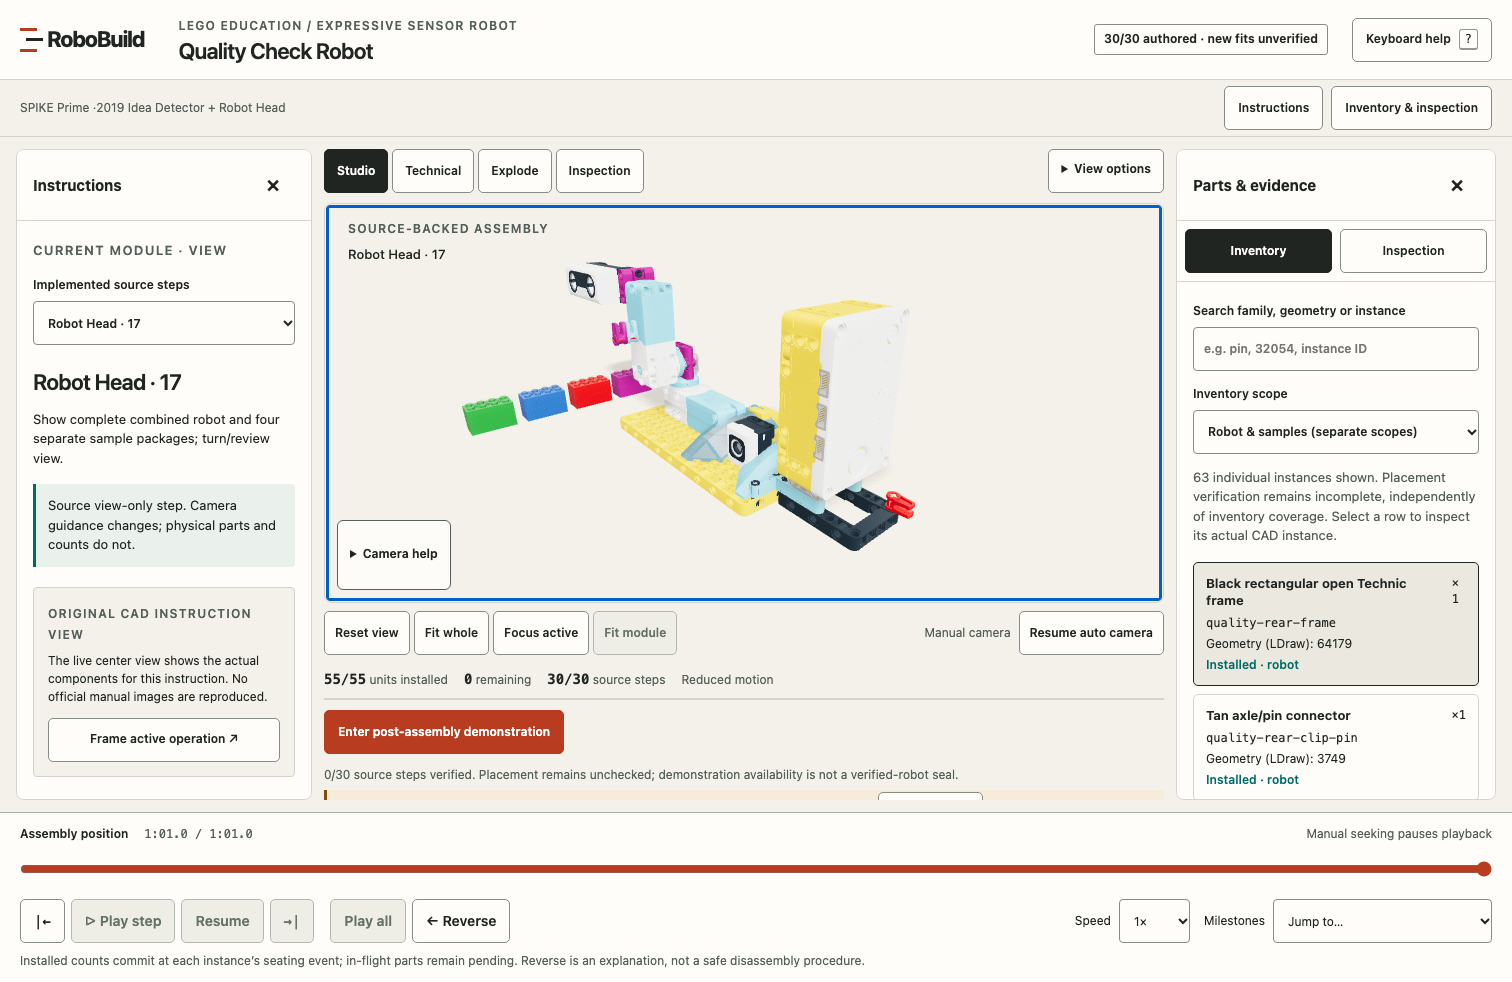 RoboBuild
LEGO EDUCATION / EXPRESSIVE SENSOR ROBOT
Quality Check Robot
30/30 authored · new fits unverified
Keyboard help ?
SPIKE Prime ·2019 Idea Detector + Robot Head
Instructions
Inventory & inspection
Instructions
CURRENT MODULE · VIEW
Implemented source steps
Robot Head · 17
Robot Head · 17
Show complete combined robot and four
separate sample packages; turn/review
view.
Source view-only step. Camera
guidance changes; physical parts and
counts do not.
ORIGINAL CAD INSTRUCTION
VIEW
The live center view shows the actual
components for this instruction. No
official manual images are reproduced.
Frame active operation ↗
Studio
Technical
Explode
Inspection
View options
SOURCE-BACKED ASSEMBLY
Robot Head · 17
Camera help
Reset view
Fit whole
Focus active
Fit module
Manual camera
Resume auto camera
55/55 units installed 0 remaining 30/30 source steps Reduced motion
Enter post-assembly demonstration
0/30 source steps verified. Placement remains unchecked; demonstration availability is not a verified-robot seal.
Parts & evidence
Inventory
Inspection
Search family, geometry or instance
e.g. pin, 32054, instance ID
Inventory scope
Robot & samples (separate scopes)
63 individual instances shown. Placement
verification remains incomplete, independently
of inventory coverage. Select a row to inspect
its actual CAD instance.
Black rectangular open Technic ×
frame 1
quality-rear-frame
Geometry (LDraw): 64179
Installed · robot
Tan axle/pin connector ×1
quality-rear-clip-pin
Geometry (LDraw): 3749
Installed · robot
Assembly position 1:01.0 / 1:01.0
Manual seeking pauses playback
|←
▷ Play step
Resume
→|
Play all
← Reverse
Speed 1×
Milestones Jump to...
Installed counts commit at each instance's seating event; in-flight parts remain pending. Reverse is an explanation, not a safe disassembly procedure.